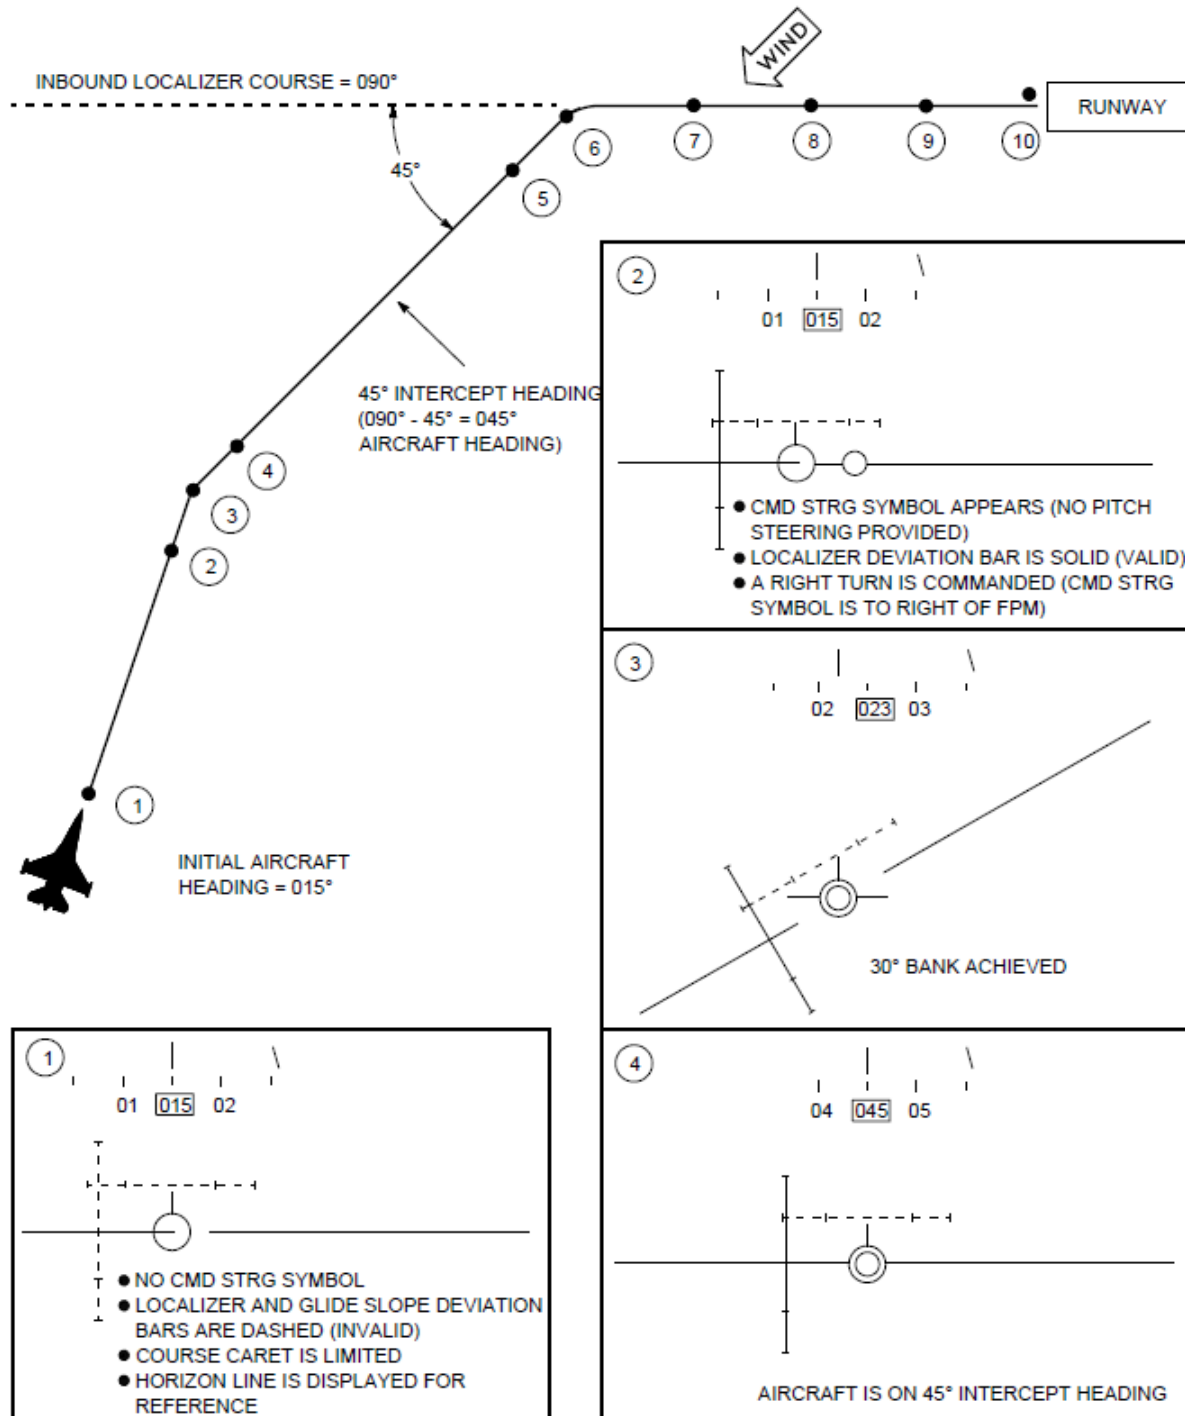 WIND
INBOUND LOCALIZER COURSE = 090°
RUNWAY
6
7
8
9
10
45°
5
45° INTERCEPT HEADING
(090° - 45° = 045°
AIRCRAFT HEADING)
4
3
2
1
INITIAL AIRCRAFT
HEADING = 015°
2
01 015 02
● CMD STRG SYMBOL APPEARS (NO PITCH
STEERING PROVIDED)
● LOCALIZER DEVIATION BAR IS SOLID (VALID)
● A RIGHT TURN IS COMMANDED (CMD STRG
SYMBOL IS TO RIGHT OF FPM)
3
02 023 03
30° BANK ACHIEVED
1
01 015 02
● NO CMD STRG SYMBOL
● LOCALIZER AND GLIDE SLOPE DEVIATION
BARS ARE DASHED (INVALID)
● COURSE CARET IS LIMITED
● HORIZON LINE IS DISPLAYED FOR
REFERENCE
4
04 045 05
AIRCRAFT IS ON 45° INTERCEPT HEADING